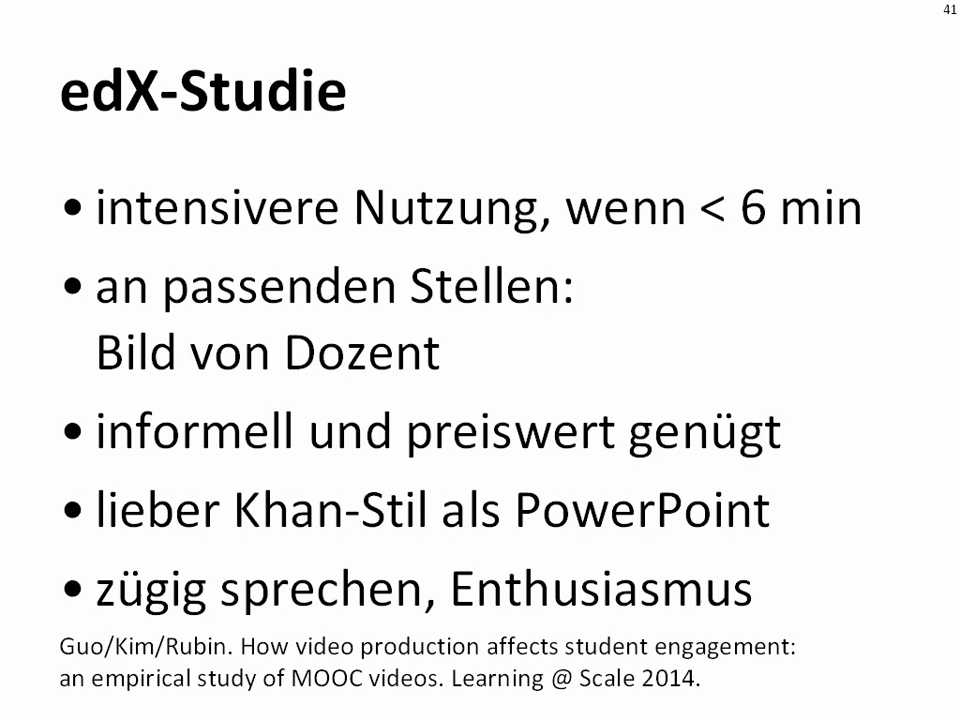 41
edX-Studie
• intensivere Nutzung, wenn < 6 min
• an passenden Stellen:
Bild von Dozent
• informell und preiswert genügt
• lieber Khan-Stil als PowerPoint
• zügig sprechen, Enthusiasmus
Guo/Kim/Rubin. How video production affects student engagement:
an empirical study of MOOC videos. Learning @ Scale 2014.